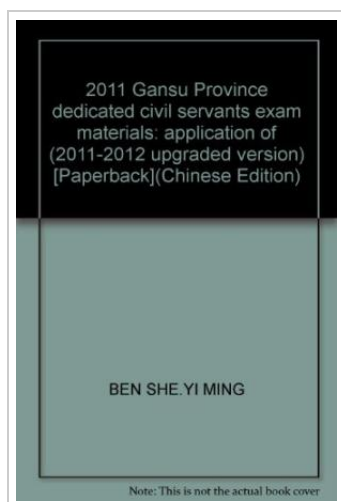 2011 Gansu Province
dedicated civil servants exam
materials: application of
(2011-2012 upgraded version)
[Paperback](Chinese Edition)
BEN SHE.YI MING
Note: This is not the actual book cover